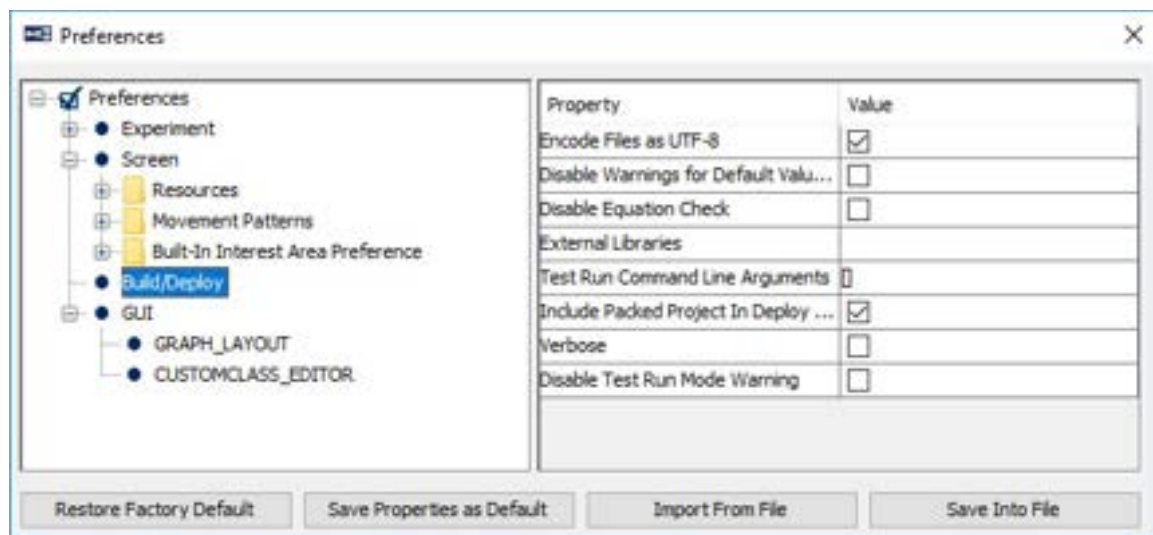 Preferences
Preferences
Experiment
Screen
Resources
Movement Patterns
Built-In Interest Area Preference
Build/Deploy
GUI
GRAPH_LAYOUT
CUSTOMCLASS_EDITOR
Property Value
Encode Files as UTF-8
Disable Warnings for Default Valu...
Disable Equation Check
External Libraries
Test Run Command Line Arguments []
Include Packed Project In Deploy ...
Verbose
Disable Test Run Mode Warning
Restore Factory Default Save Properties as Default Import From File Save Into File